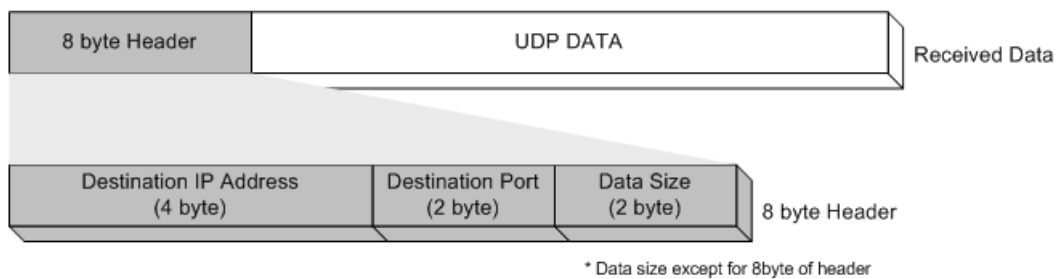 8 byte Header
UDP DATA
Received Data
Destination IP Address
(4 byte)
Destination Port
(2 byte)
Data Size
(2 byte)
8 byte Header
* Data size except for 8byte of header